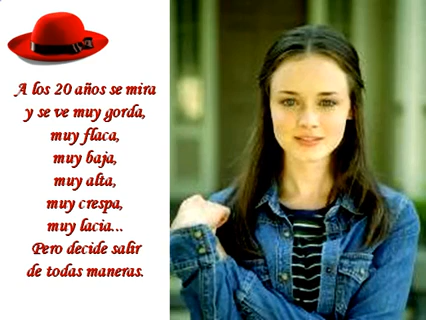 A los 20 años se mira
y se ve muy gorda,
muy flaca,
muy baja,
muy alta,
muy crespa,
muy lacia...
Pero decide salir
de todas maneras.